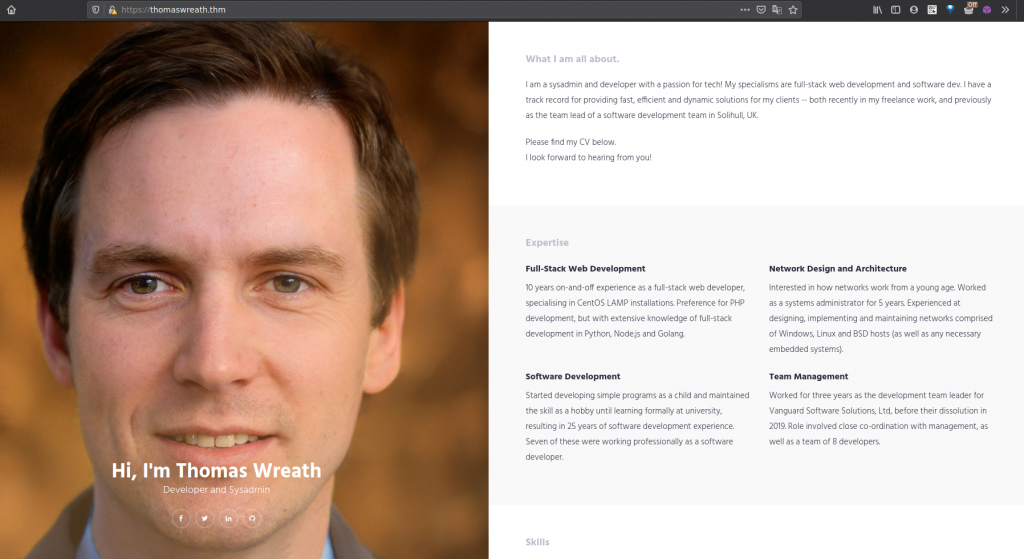 https://thomaswreath.thm
Off
Hi, I'm Thomas Wreath
Developer and Sysadmin
What I am all about.
I am a sysadmin and developer with a passion for tech! My specialisms are full-stack web development and software dev. I have a
track record for providing fast, efficient and dynamic solutions for my clients -- both recently in my freelance work, and previously
as the team lead of a software development team in Solihull, UK.
Please find my CV below.
I look forward to hearing from you!
Expertise
Full-Stack Web Development
10 years on-and-off experience as a full-stack web developer,
specialising in CentOS LAMP installations. Preference for PHP
development, but with extensive knowledge of full-stack
development in Python, Node.js and Golang.
Network Design and Architecture
Interested in how networks work from a young age. Worked
as a systems administrator for 5 years. Experienced at
designing, implementing and maintaining networks comprised
of Windows, Linux and BSD hosts (as well as any necessary
embedded systems).
Software Development
Started developing simple programs as a child and maintained
the skill as a hobby until learning formally at university,
resulting in 25 years of software development experience.
Seven of these were working professionally as a software
developer.
Team Management
Worked for three years as the development team leader for
Vanguard Software Solutions, Ltd, before their dissolution in
2019. Role involved close co-ordination with management, as
well as a team of 8 developers.
Skills